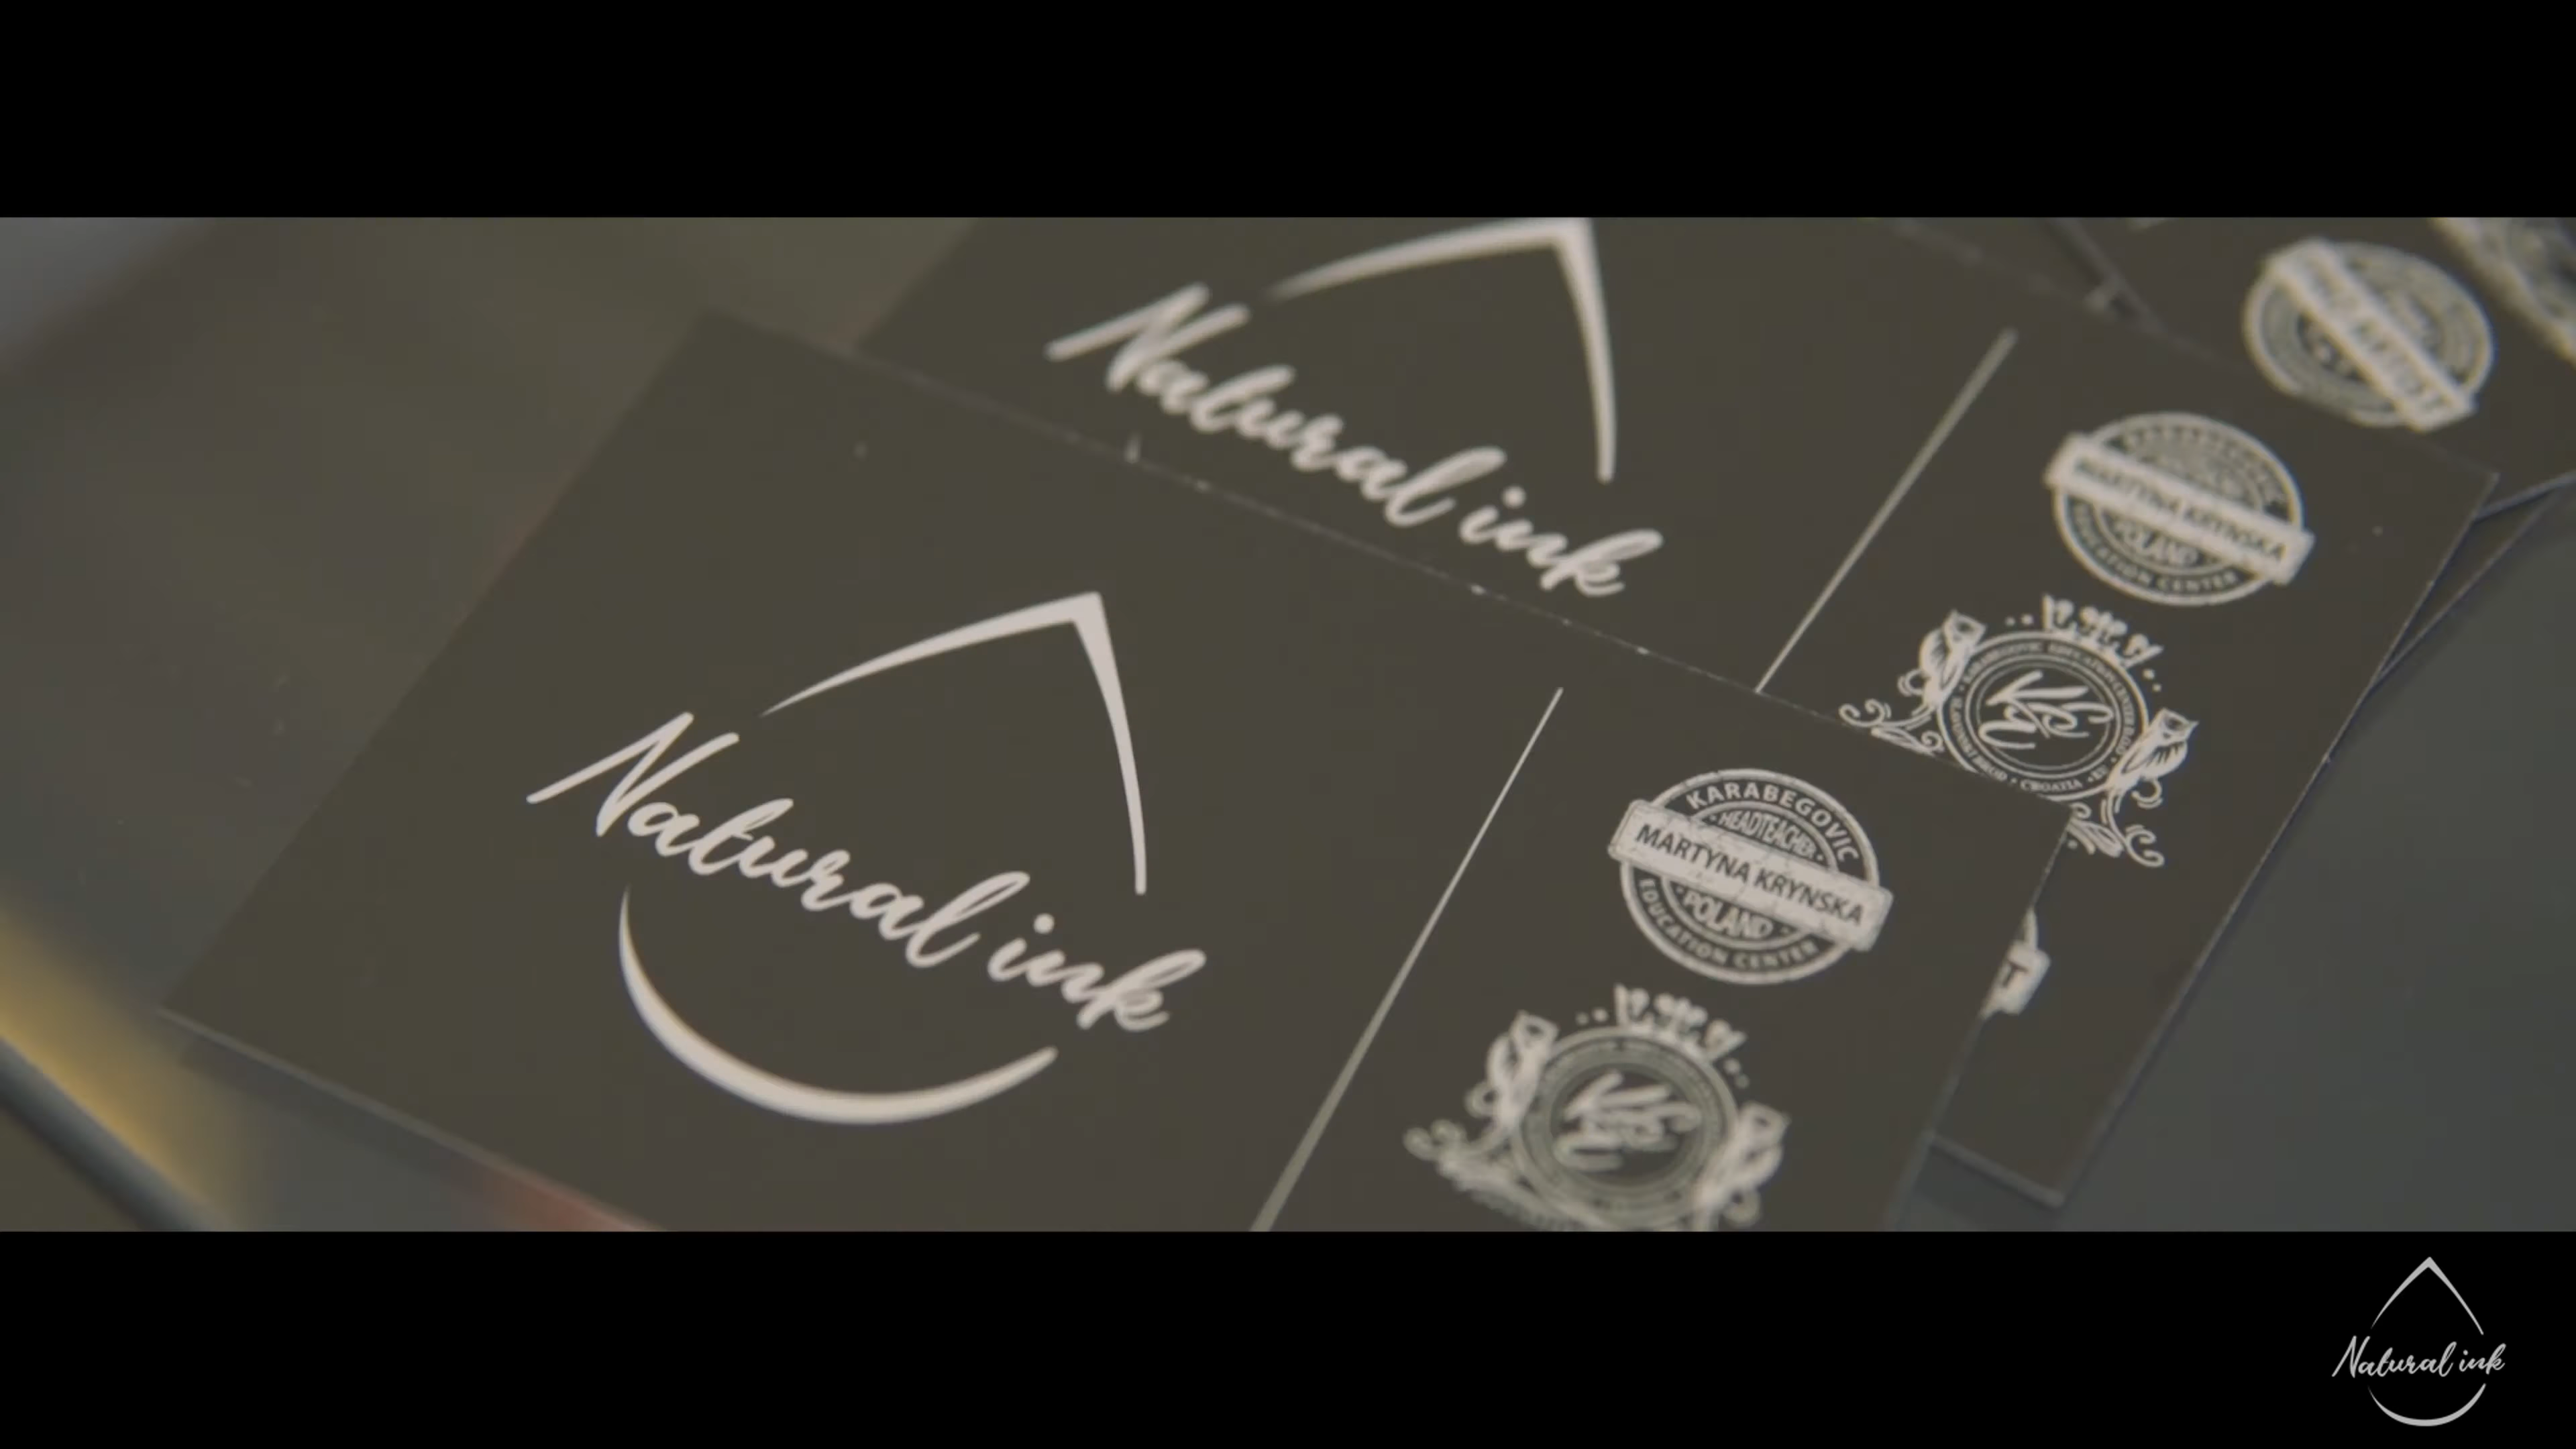 Natural ink
MARTYNA KRYNSKA
POLAND
EDUCATION CENTER
CROATIA
Natural ink
KARABEGOVIC
• HEADTEACHER •
MARTYNA KRYNSKA
• POLAND •
EDUCATION CENTER
Natural ink